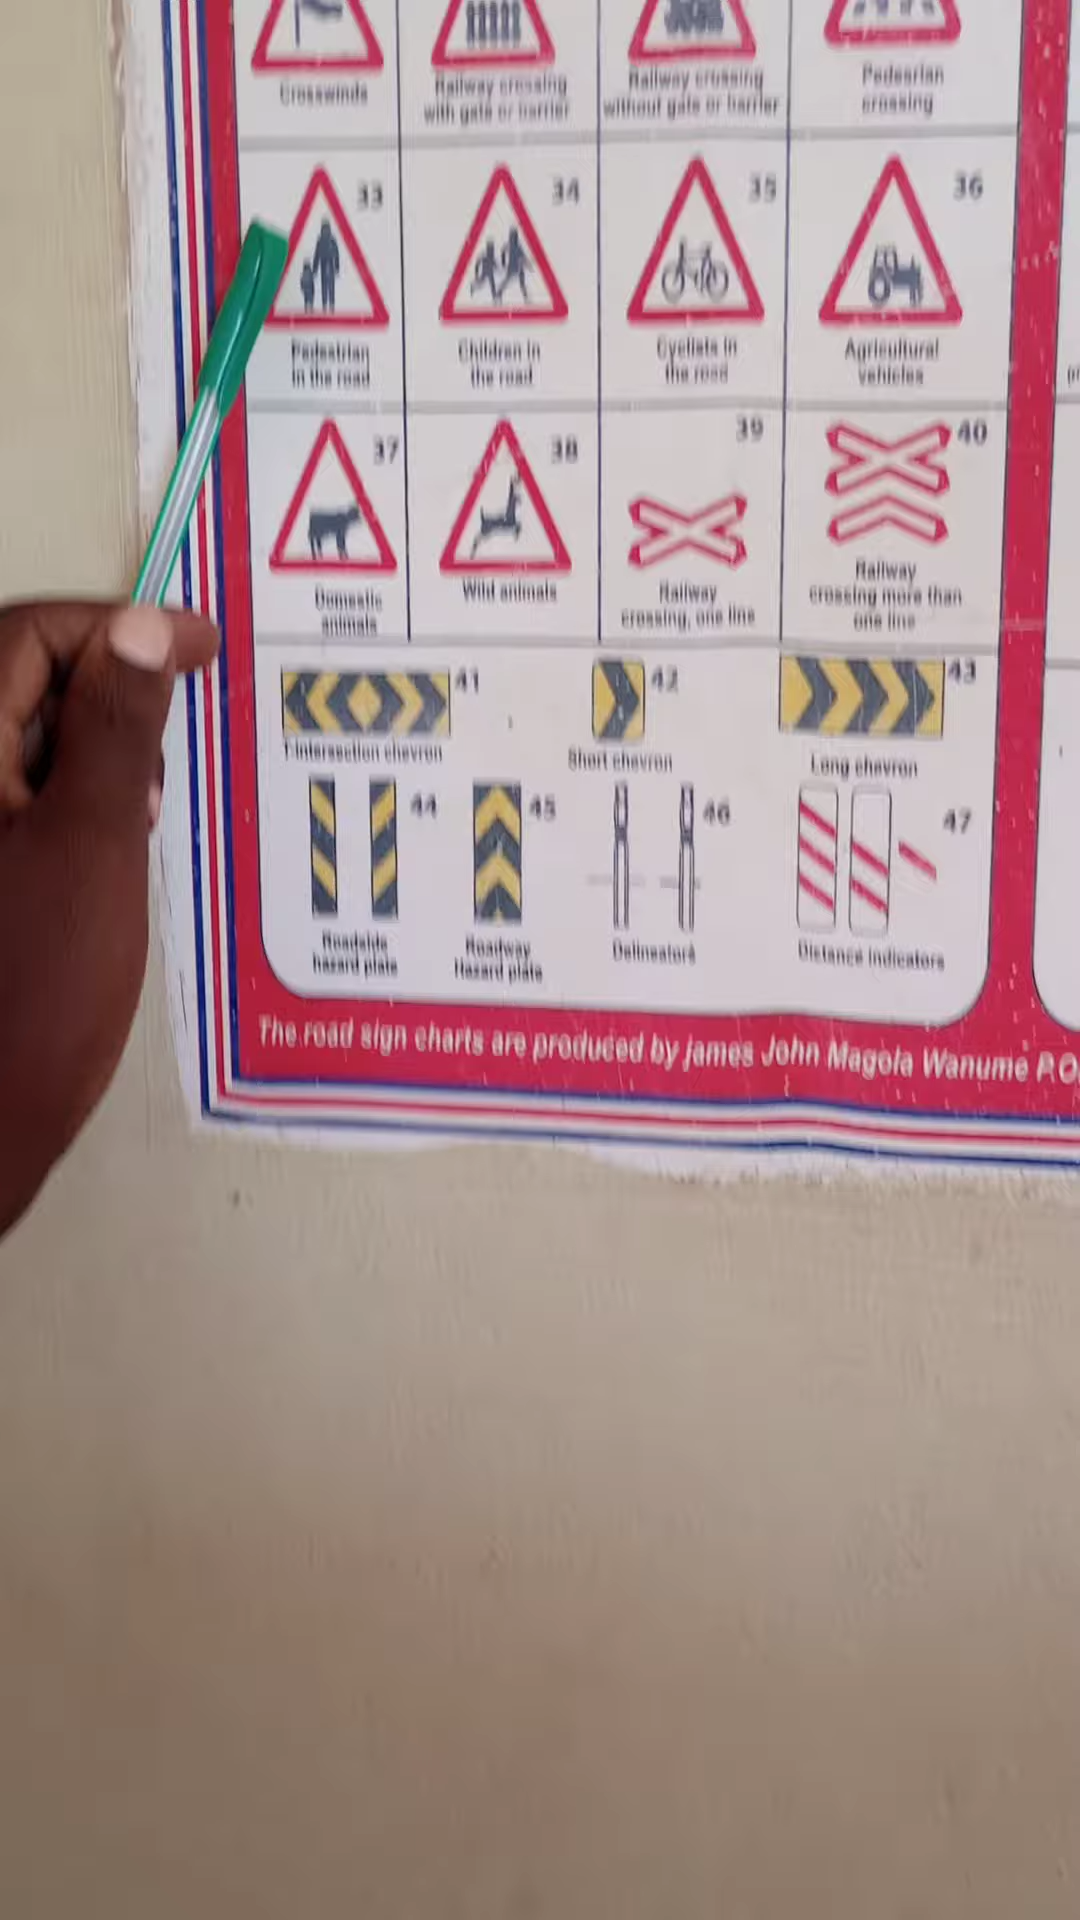 Crosswinds
Railway crossing
with gate or barrier
Railway crossing
without gate or barrier
Pedestrian
crossing
33
Pedestrian
in the road
34
Children in
the road
35
Cyclists in
the road
36
Agricultural
vehicles
37
Domestic
animals
38
Wild animals
39
Railway
crossing, one line
40
Railway
crossing more than
one line
41
T-intersection chevron
42
Short chevron
43
Long chevron
44
Roadside
hazard plate
45
Roadway
Hazard plate
46
Delineators
47
Distance indicators
The road sign charts are produced by james John Magola Wanume P.O